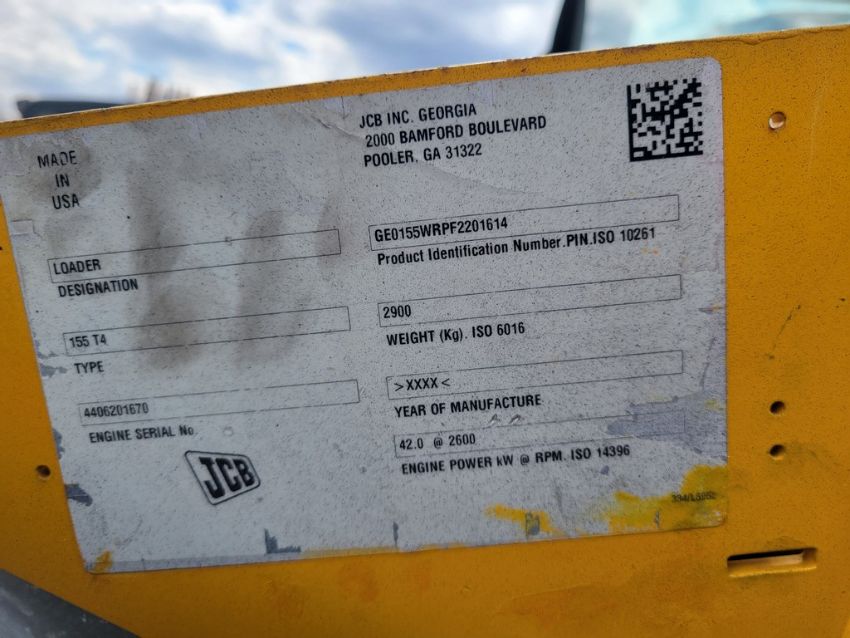 JCB INC. GEORGIA
2000 BAMFORD BOULEVARD
POOLER, GA 31322
MADE
IN
USA
LOADER
DESIGNATION
GE0155WRPF2201614
Product Identification Number.PIN.ISO 10261
155 T4
TYPE
2900
WEIGHT (Kg). ISO 6016
4406201670
ENGINE SERIAL No.
>XXXX<
YEAR OF MANUFACTURE
42.0 @ 2600
ENGINE POWER kW @ RPM. ISO 14396
JCB